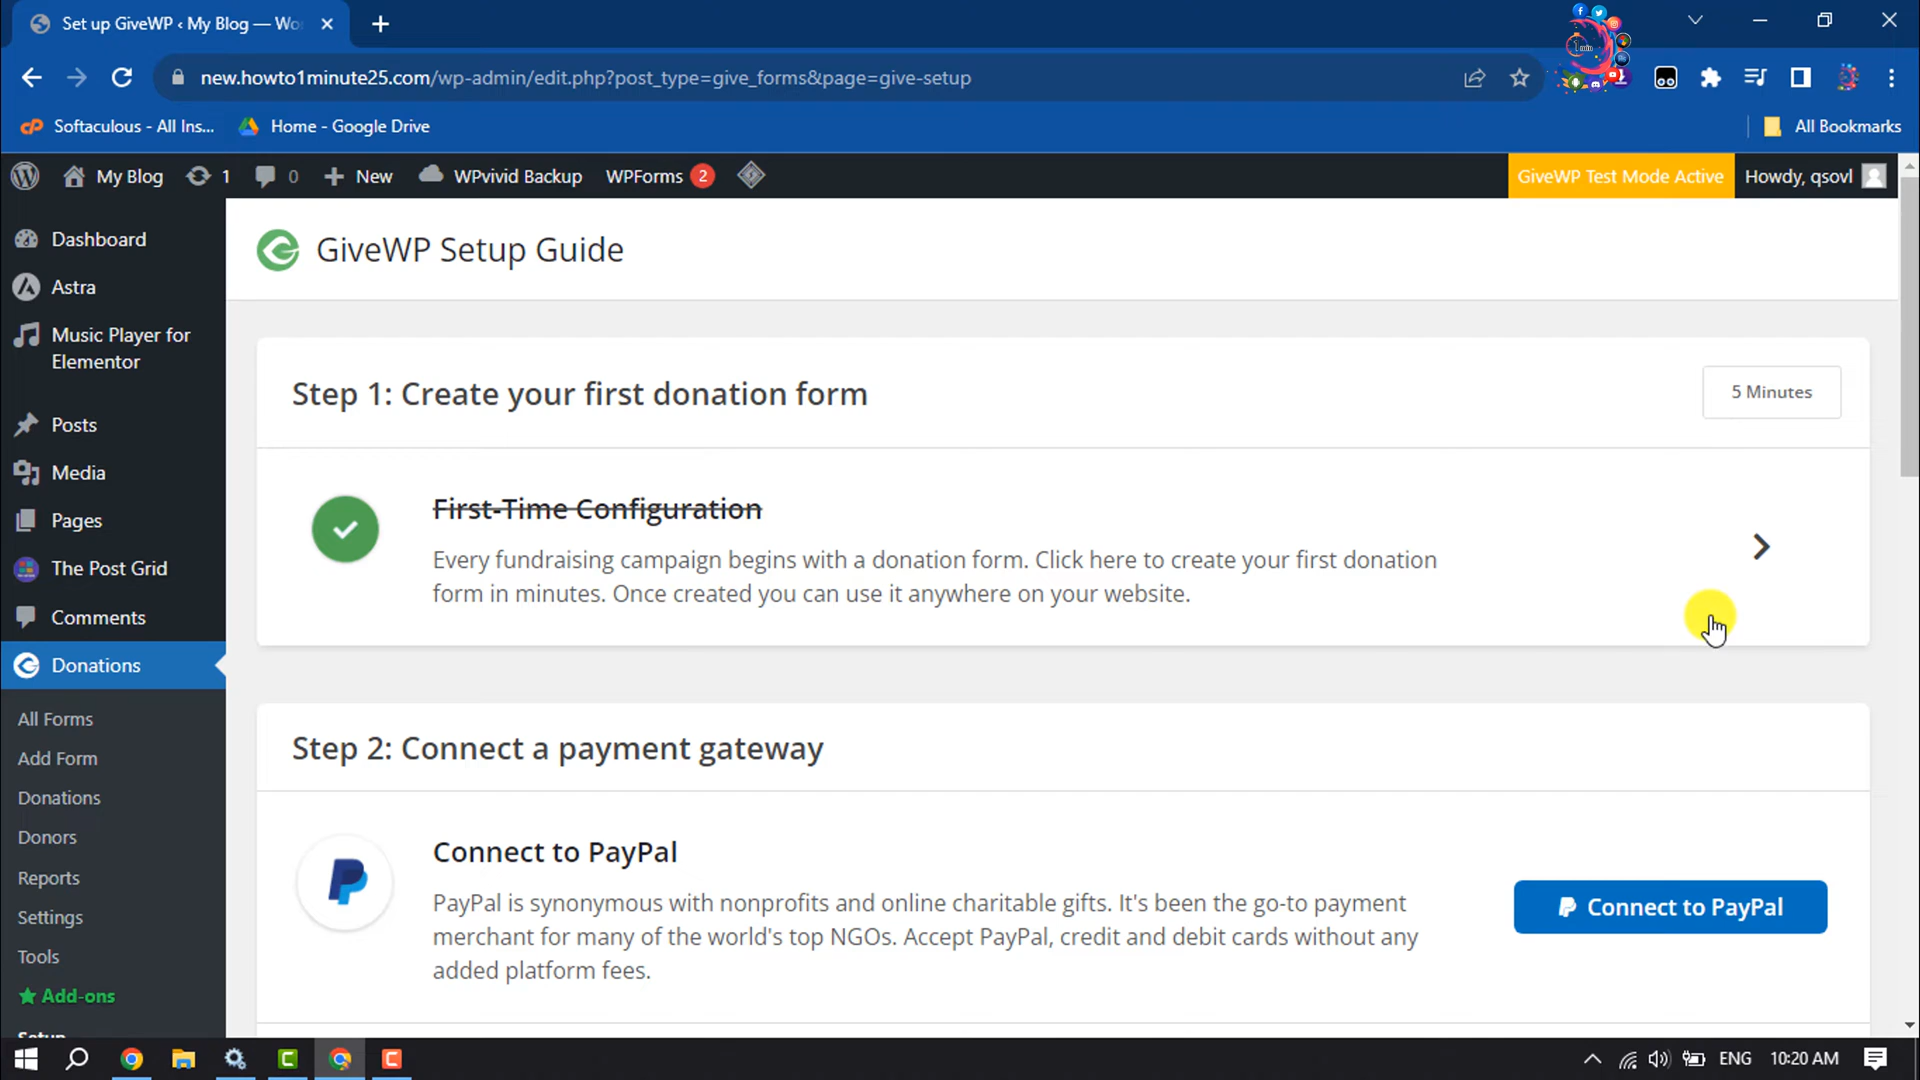 Set up GiveWP ‹ My Blog — Wo
new.howto1minute25.com/wp-admin/edit.php?post_type=give_forms&page=give-setup
1min
Softaculous - All Ins...
Home - Google Drive
All Bookmarks
My Blog
1
0
New
WPvivid Backup
WPForms 2
GiveWP Test Mode Active
Howdy, qsovl
Dashboard
Astra
Music Player for
Elementor
Posts
Media
Pages
The Post Grid
Comments
Donations
All Forms
Add Form
Donations
Donors
Reports
Settings
Tools
Add-ons
Setup
GiveWP Setup Guide
Step 1: Create your first donation form
5 Minutes
First-Time Configuration
Every fundraising campaign begins with a donation form. Click here to create your first donation
form in minutes. Once created you can use it anywhere on your website.
Step 2: Connect a payment gateway
Connect to PayPal
PayPal is synonymous with nonprofits and online charitable gifts. It's been the go-to payment
merchant for many of the world's top NGOs. Accept PayPal, credit and debit cards without any
added platform fees.
Connect to PayPal
ENG
10:20 AM